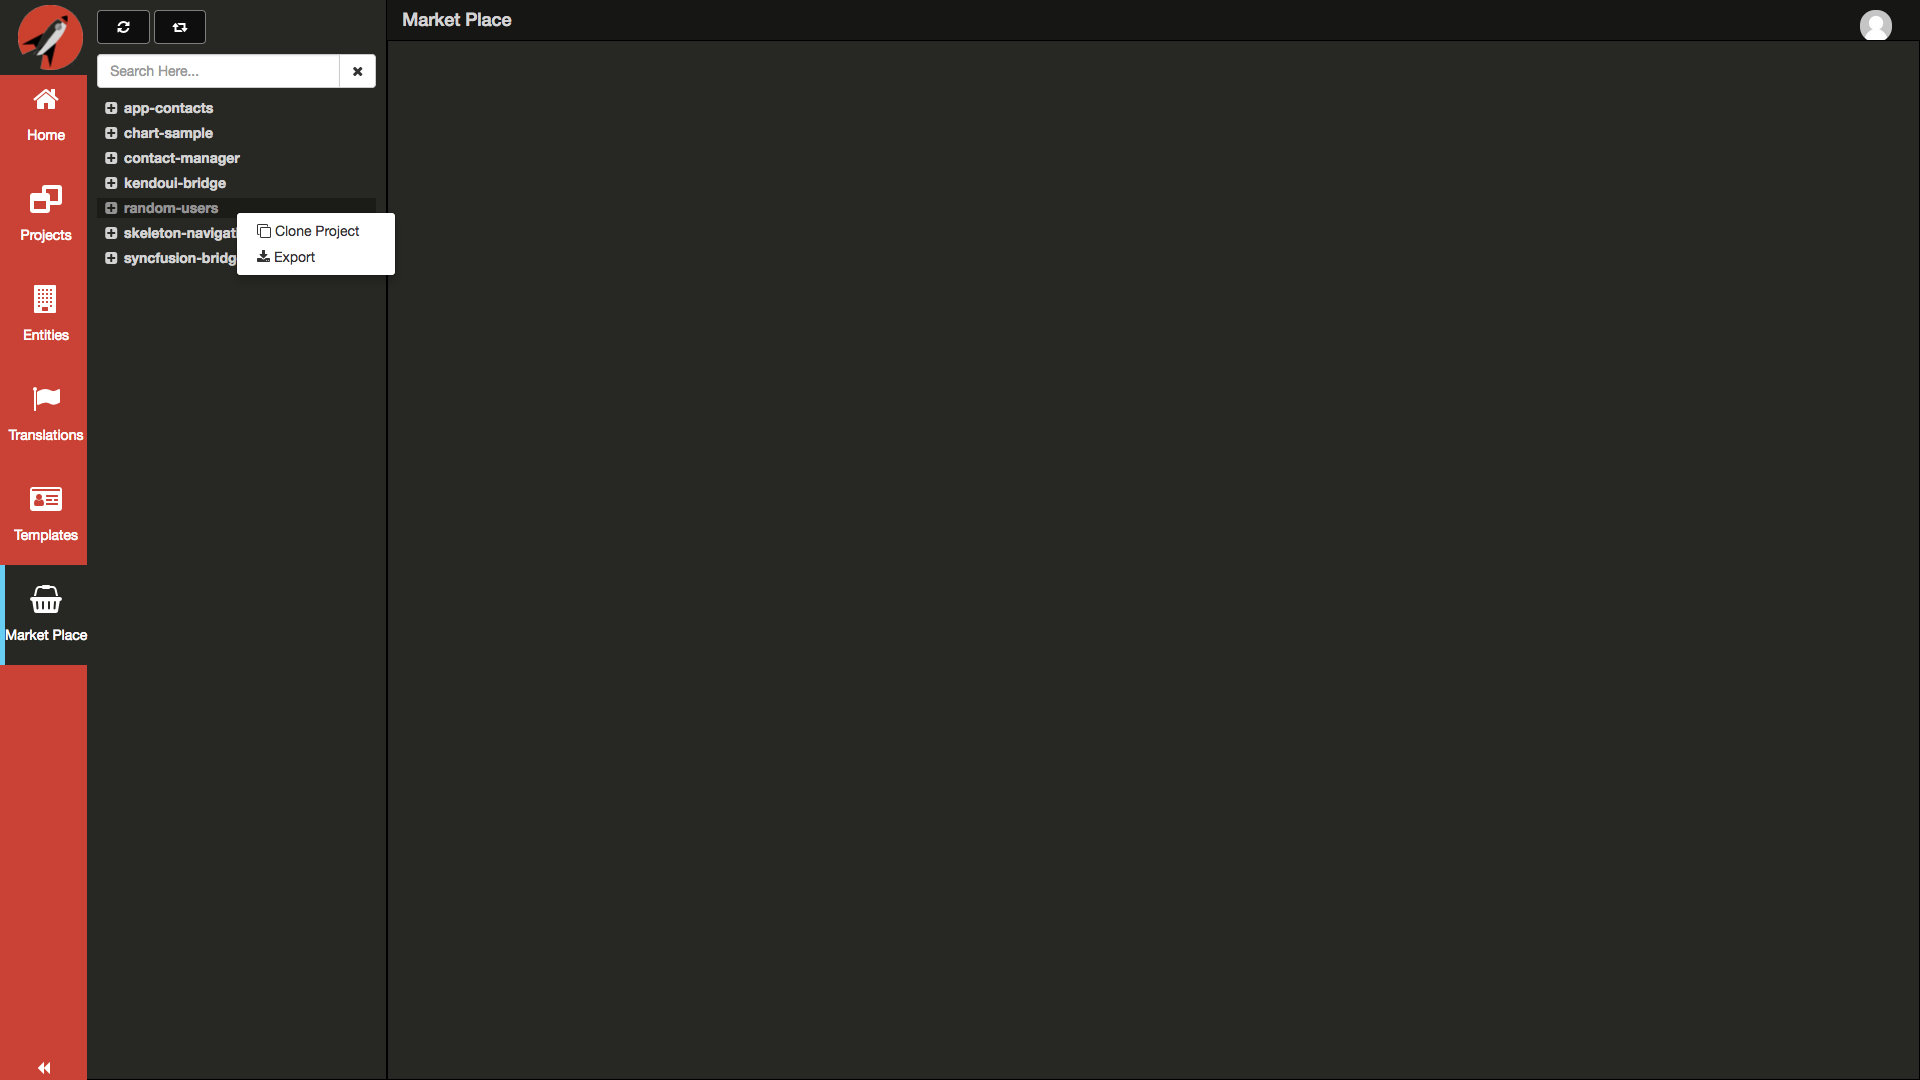 Market Place
Search Here...
app-contacts
chart-sample
contact-manager
kendoui-bridge
random-users
skeleton-navigat
syncfusion-bridg
Clone Project
Export
Home
Projects
Entities
Translations
Templates
Market Place